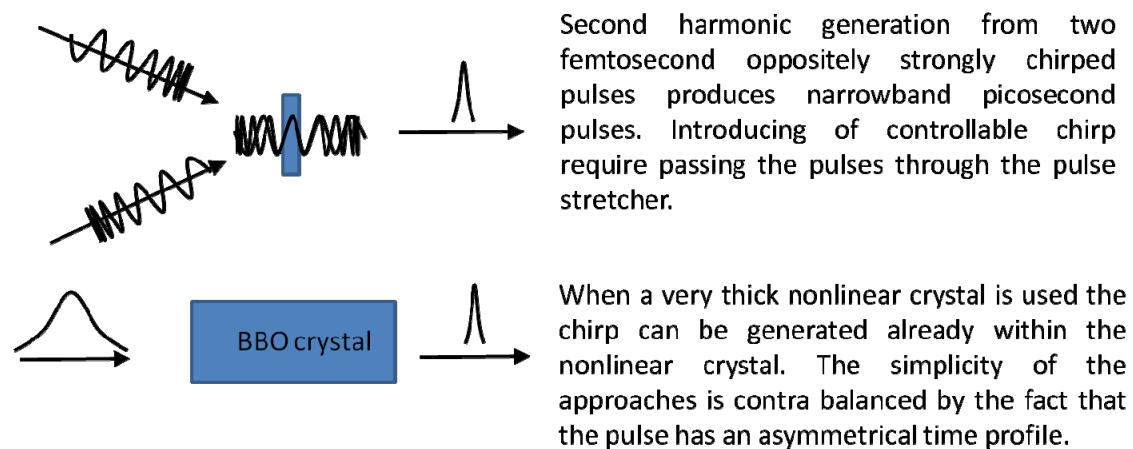 Second harmonic generation from two
femtosecond oppositely strongly chirped
pulses produces narrowband picosecond
pulses. Introducing of controllable chirp
require passing the pulses through the pulse
stretcher.
BBO crystal
When a very thick nonlinear crystal is used the
chirp can be generated already within the
nonlinear crystal. The simplicity of the
approaches is contra balanced by the fact that
the pulse has an asymmetrical time profile.